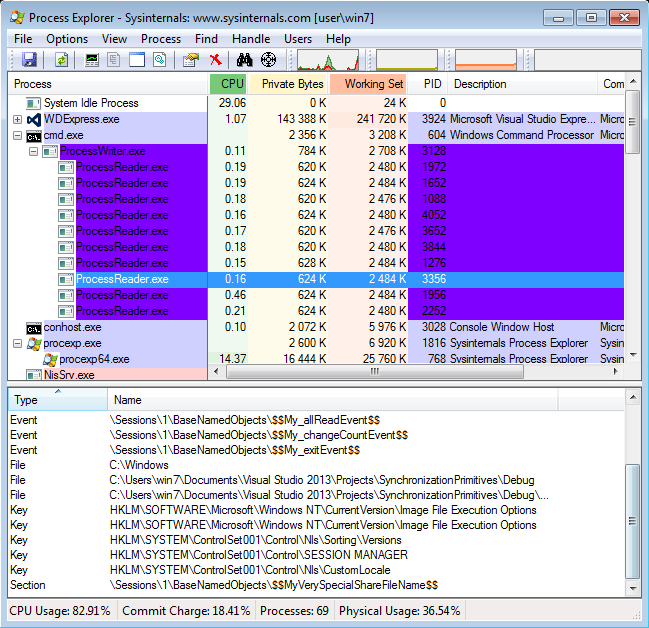 Process Explorer - Sysinternals: www.sysinternals.com [user\win7]
File Options View Process Find Handle Users Help
Process CPU Private Bytes Working Set PID Description Com
System Idle Process 29.06 0 K 24 K 0
WDExpress.exe 1.07 143 388 K 241 720 K 3924 Microsoft Visual Studio Expre... Micro
cmd.exe 2 356 K 3 208 K 604 Windows Command Processor Micro
ProcessWriter.exe 0.11 784 K 2 708 K 3128
ProcessReader.exe 0.19 620 K 2 480 K 1972
ProcessReader.exe 0.19 624 K 2 484 K 1652
ProcessReader.exe 0.18 620 K 2 476 K 1088
ProcessReader.exe 0.16 624 K 2 480 K 4052
ProcessReader.exe 0.17 624 K 2 476 K 3652
ProcessReader.exe 0.18 620 K 2 480 K 3844
ProcessReader.exe 0.15 628 K 2 484 K 1276
ProcessReader.exe 0.16 624 K 2 484 K 3356
ProcessReader.exe 0.46 624 K 2 484 K 1956
ProcessReader.exe 0.21 624 K 2 484 K 2252
conhost.exe 0.10 2 072 K 5 976 K 3028 Console Window Host Micro
procexp.exe 2 600 K 6 920 K 1816 Sysinternals Process Explorer Sysin
procexp64.exe 14.37 16 444 K 25 760 K 768 Sysinternals Process Explorer Sysin
NisSrv.exe
Type Name
Event \Sessions\1\BaseNamedObjects\$$My_allReadEvent$$
Event \Sessions\1\BaseNamedObjects\$$My_changeCountEvent$$
Event \Sessions\1\BaseNamedObjects\$$My_exitEvent$$
File C:\Windows
File C:\Users\win7\Documents\Visual Studio 2013\Projects\SynchronizationPrimitives\Debug
File C:\Users\win7\Documents\Visual Studio 2013\Projects\SynchronizationPrimitives\Debug\...
Key HKLM\SOFTWARE\Microsoft\Windows NT\CurrentVersion\Image File Execution Options
Key HKLM\SOFTWARE\Microsoft\Windows NT\CurrentVersion\Image File Execution Options
Key HKLM\SYSTEM\ControlSet001\Control\Nls\Sorting\Versions
Key HKLM\SYSTEM\ControlSet001\Control\SESSION MANAGER
Key HKLM\SYSTEM\ControlSet001\Control\Nls\CustomLocale
Section \Sessions\1\BaseNamedObjects\$$MyVerySpecialShareFileName$$
CPU Usage: 82.91% Commit Charge: 18.41% Processes: 69 Physical Usage: 36.54%